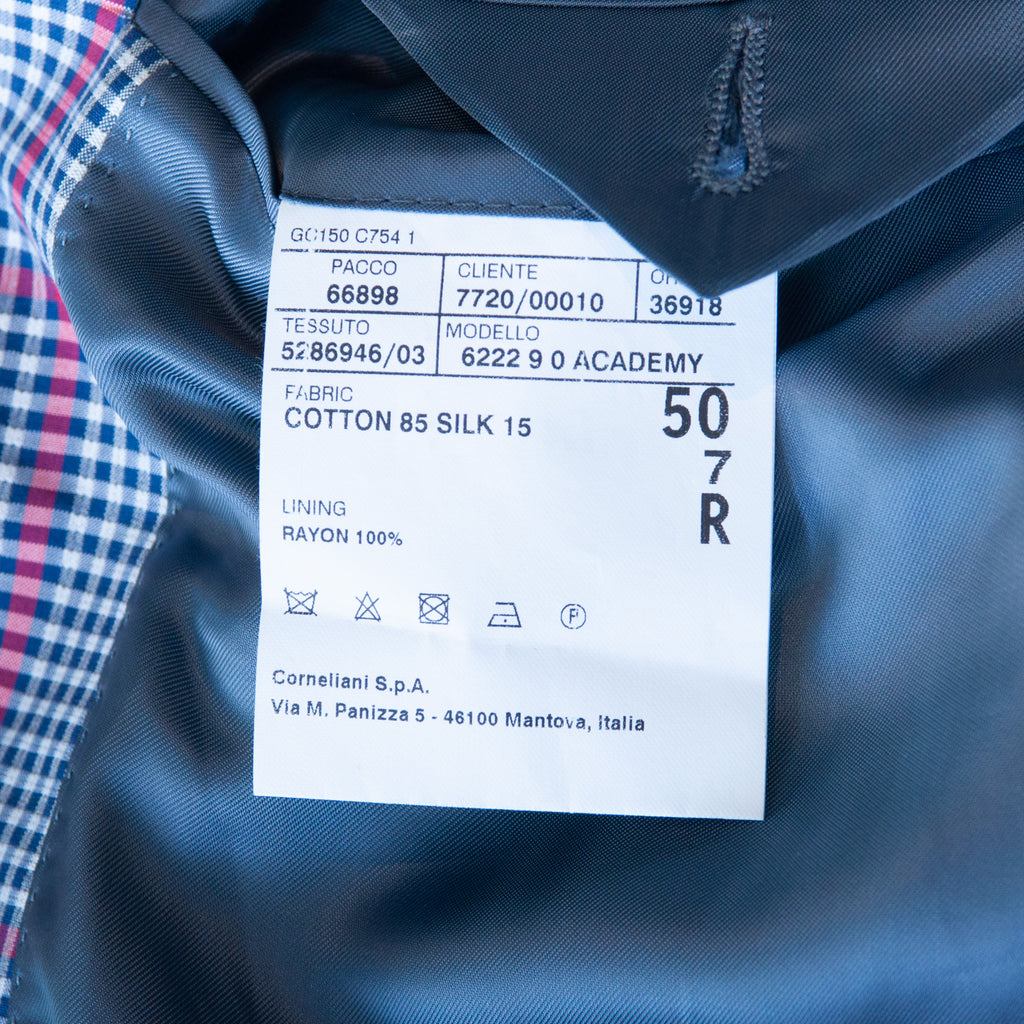 GC150 C754 1
PACCO CLIENTE
66898 7720/00010 36918
TESSUTO MODELLO
5286946/03 6222 9 0 ACADEMY
FABRIC
COTTON 85 SILK 15
50
7
R
LINING
RAYON 100%
P
Corneliani S.p.A.
Via M. Panizza 5 - 46100 Mantova, Italia